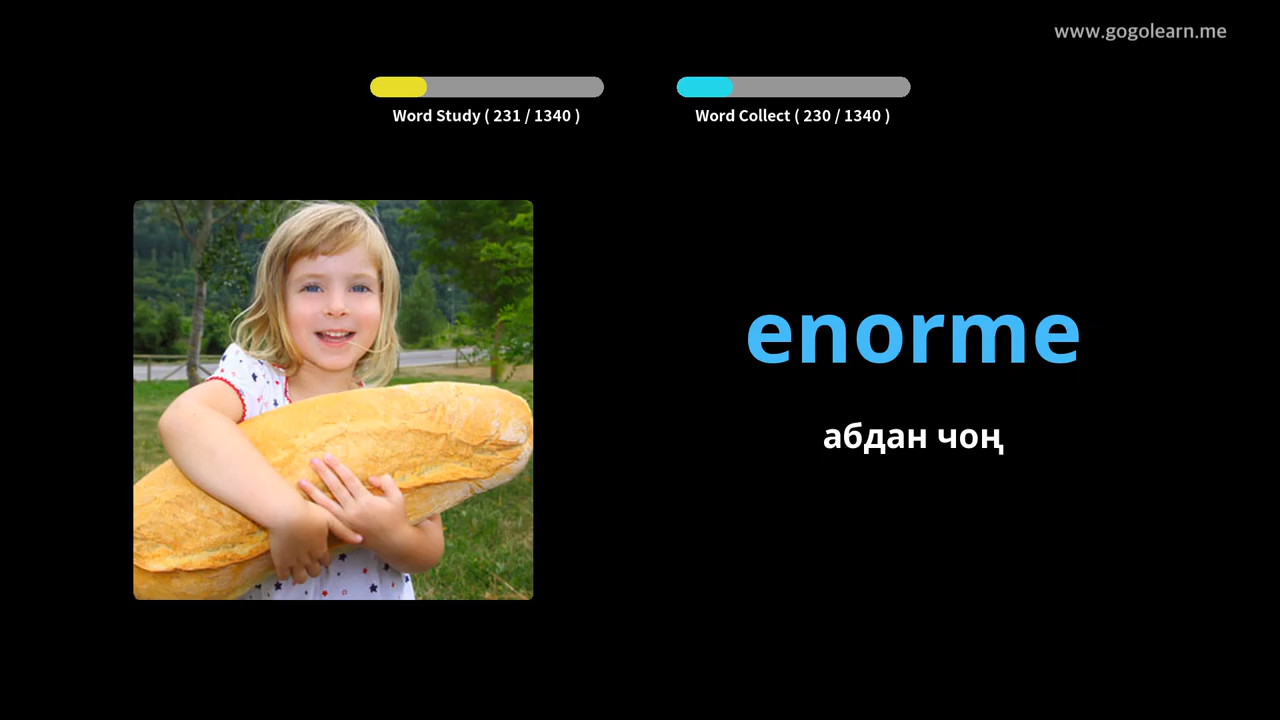 www.gogolearn.me
Word Study ( 231 / 1340 )
Word Collect ( 230 / 1340 )
enorme
абдан чоң